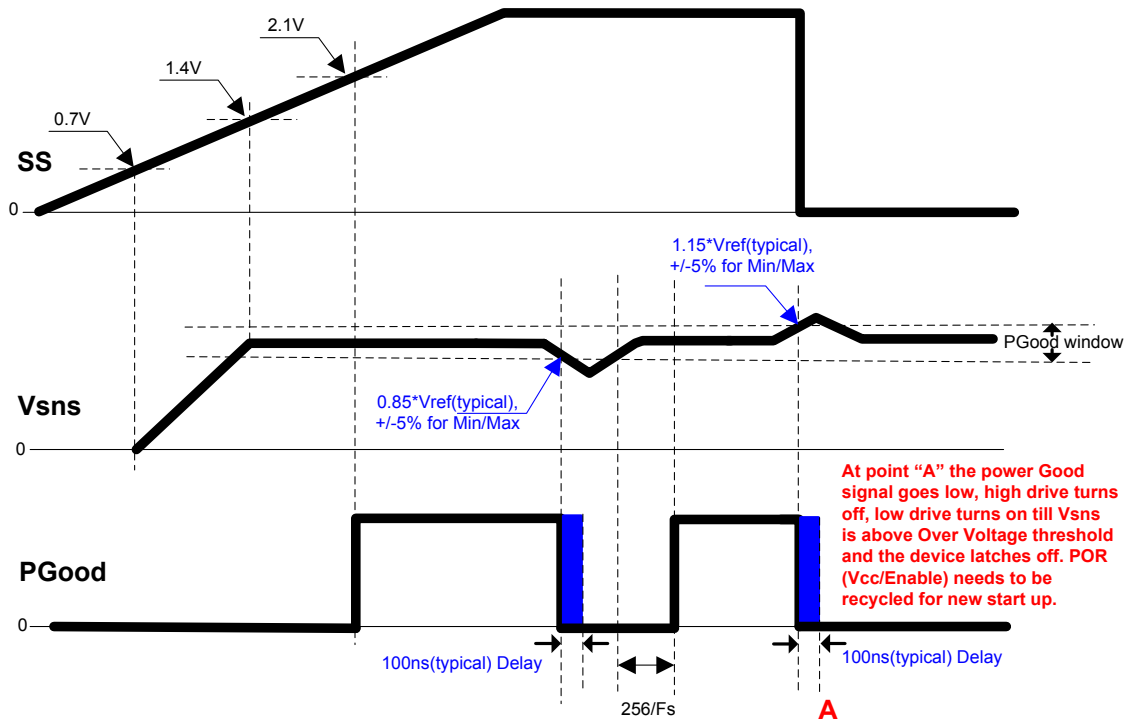 2.1V
1.4V
0.7V
SS
0
1.15*Vref(typical),
+/-5% for Min/Max
PGood window
0.85*Vref(typical),
+/-5% for Min/Max
Vsns
0
At point “A” the power Good
signal goes low, high drive turns
off, low drive turns on till Vsns
is above Over Voltage threshold
and the device latches off. POR
(Vcc/Enable) needs to be
recycled for new start up.
PGood
0
100ns(typical) Delay
100ns(typical) Delay
256/Fs
A